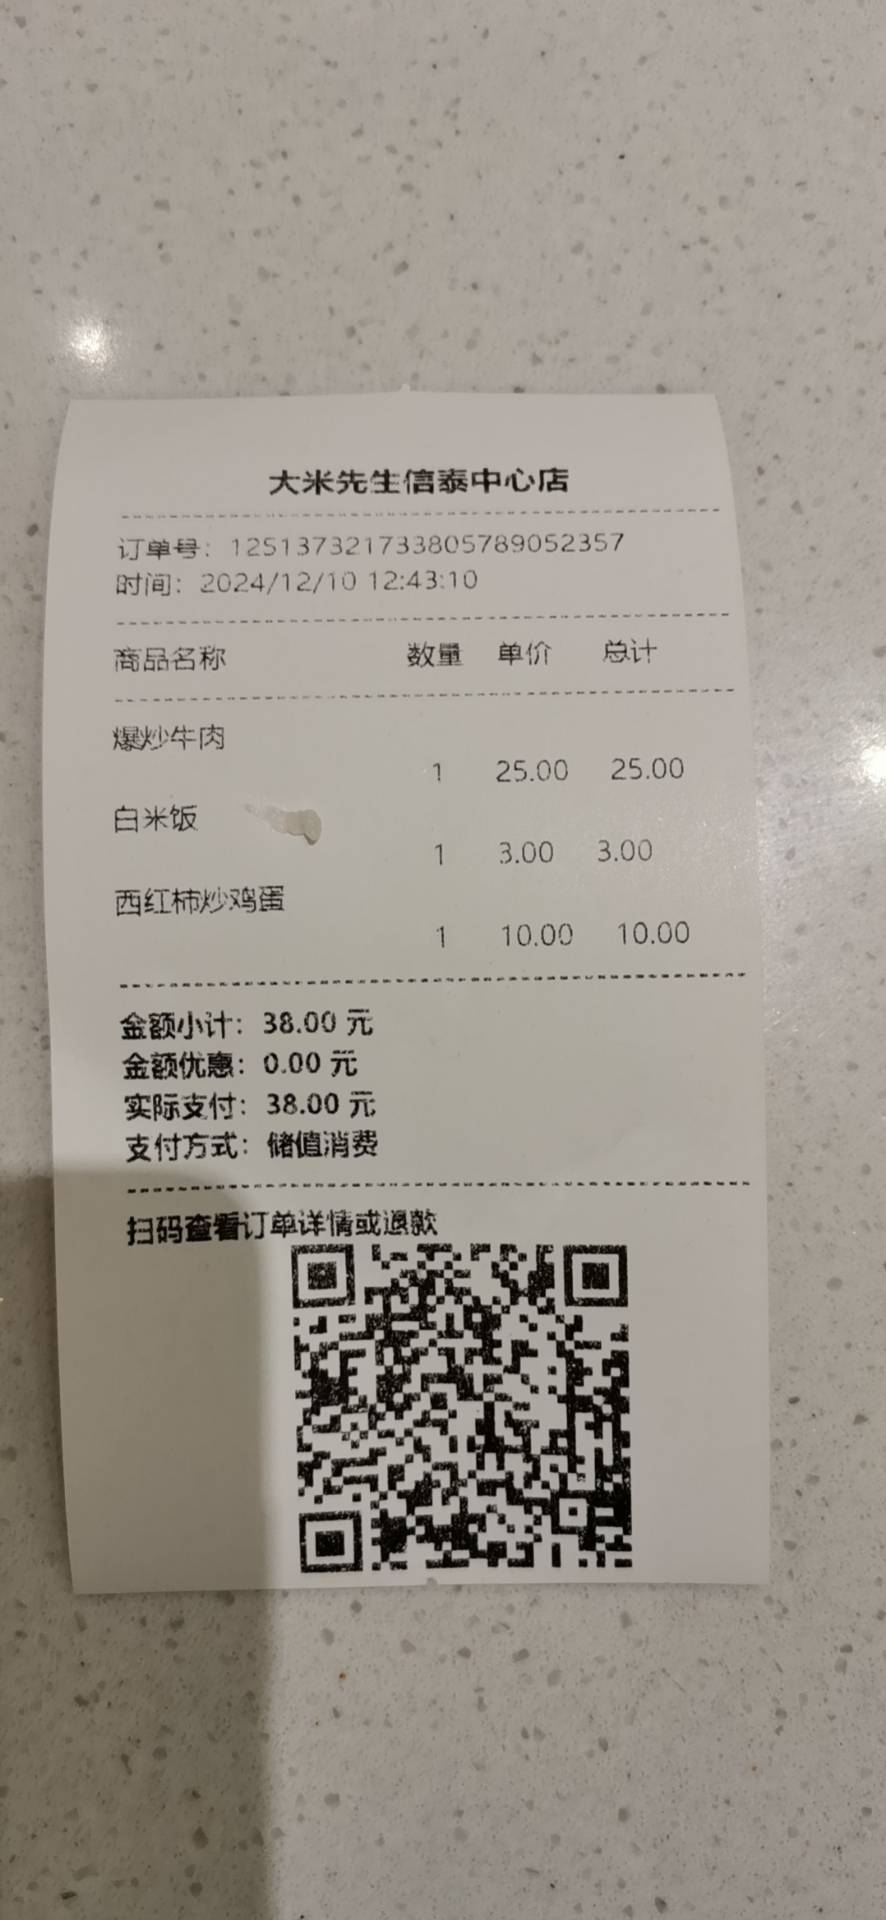 大米先生信泰中心店
订单号：125137321733805789052357
时间：2024/12/10 12:43:10
商品名称 数量 单价 总计
爆炒牛肉
1 25.00 25.00
白米饭
1 3.00 3.00
西红柿炒鸡蛋
1 10.00 10.00
金额小计：38.00 元
金额优惠：0.00 元
实际支付：38.00 元
支付方式：储值消费
扫码查看订单详情或退款